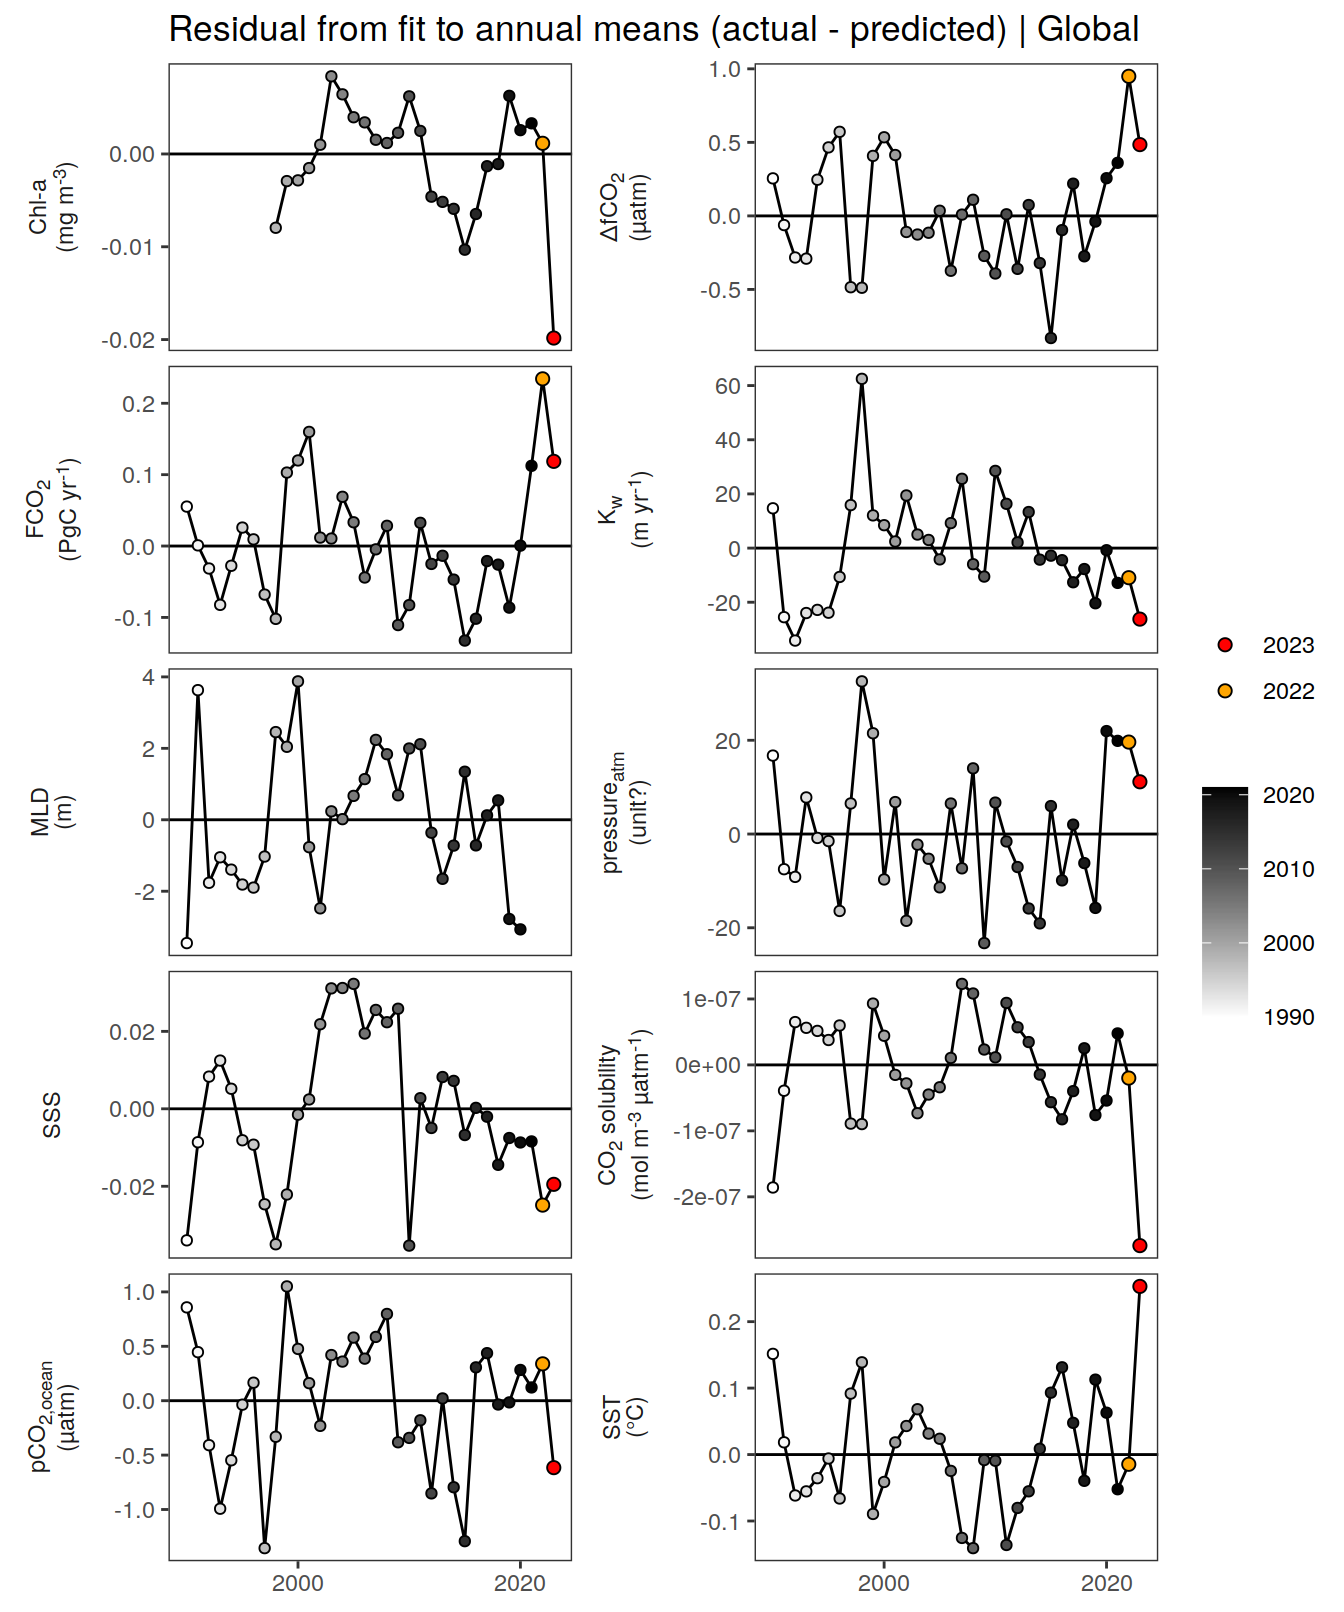 Residual from fit to annual means (actual - predicted) | Global
Chl-a
(mg m-3)
0.00
-0.01
-0.02
ΔfCO2
(µatm)
1.0
0.5
0.0
-0.5
FCO2
(PgC yr-1)
0.2
0.1
0.0
-0.1
Kw
(m yr-1)
60
40
20
0
-20
MLD
(m)
4
2
0
-2
pressureatm
(unit?)
20
0
-20
SSS
0.02
0.00
-0.02
CO2 solubility
(mol m-3 µatm-1)
1e-07
0e+00
-1e-07
-2e-07
pCO2,ocean
(µatm)
1.0
0.5
0.0
-0.5
-1.0
2000
2020
SST
(°C)
0.2
0.1
0.0
-0.1
2000
2020
2023
2022
2020
2010
2000
1990